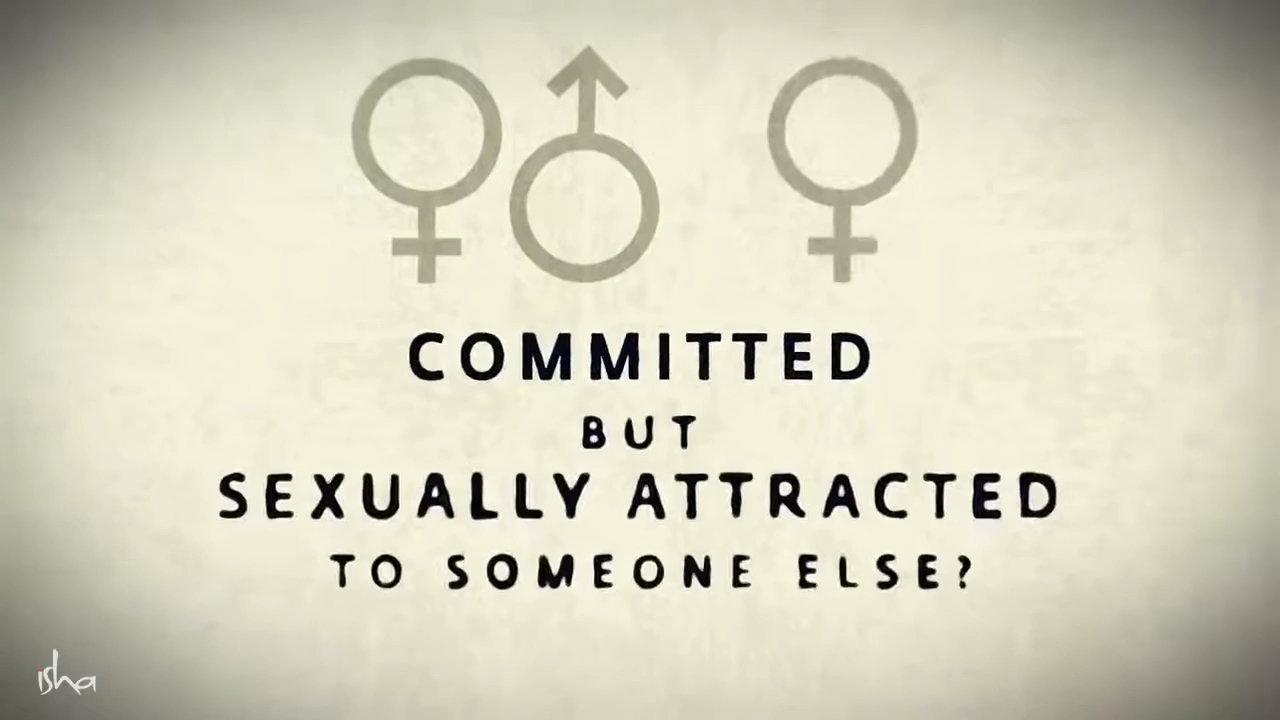 COMMITTED
BUT
SEXUALLY ATTRACTED
TO SOMEONE ELSE?
isha